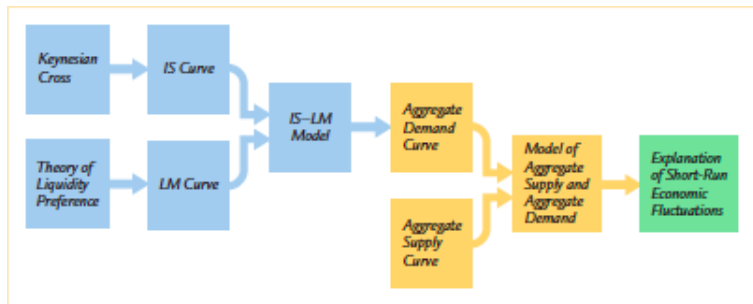 Keynesian
Cross
IS Curve
IS–LM
Model
Aggregate
Demand
Curve
Theory of
Liquidity
Preference
LM Curve
Model of
Aggregate
Supply and
Aggregate
Demand
Explanation
of Short-Run
Economic
Fluctuations
Aggregate
Supply
Curve